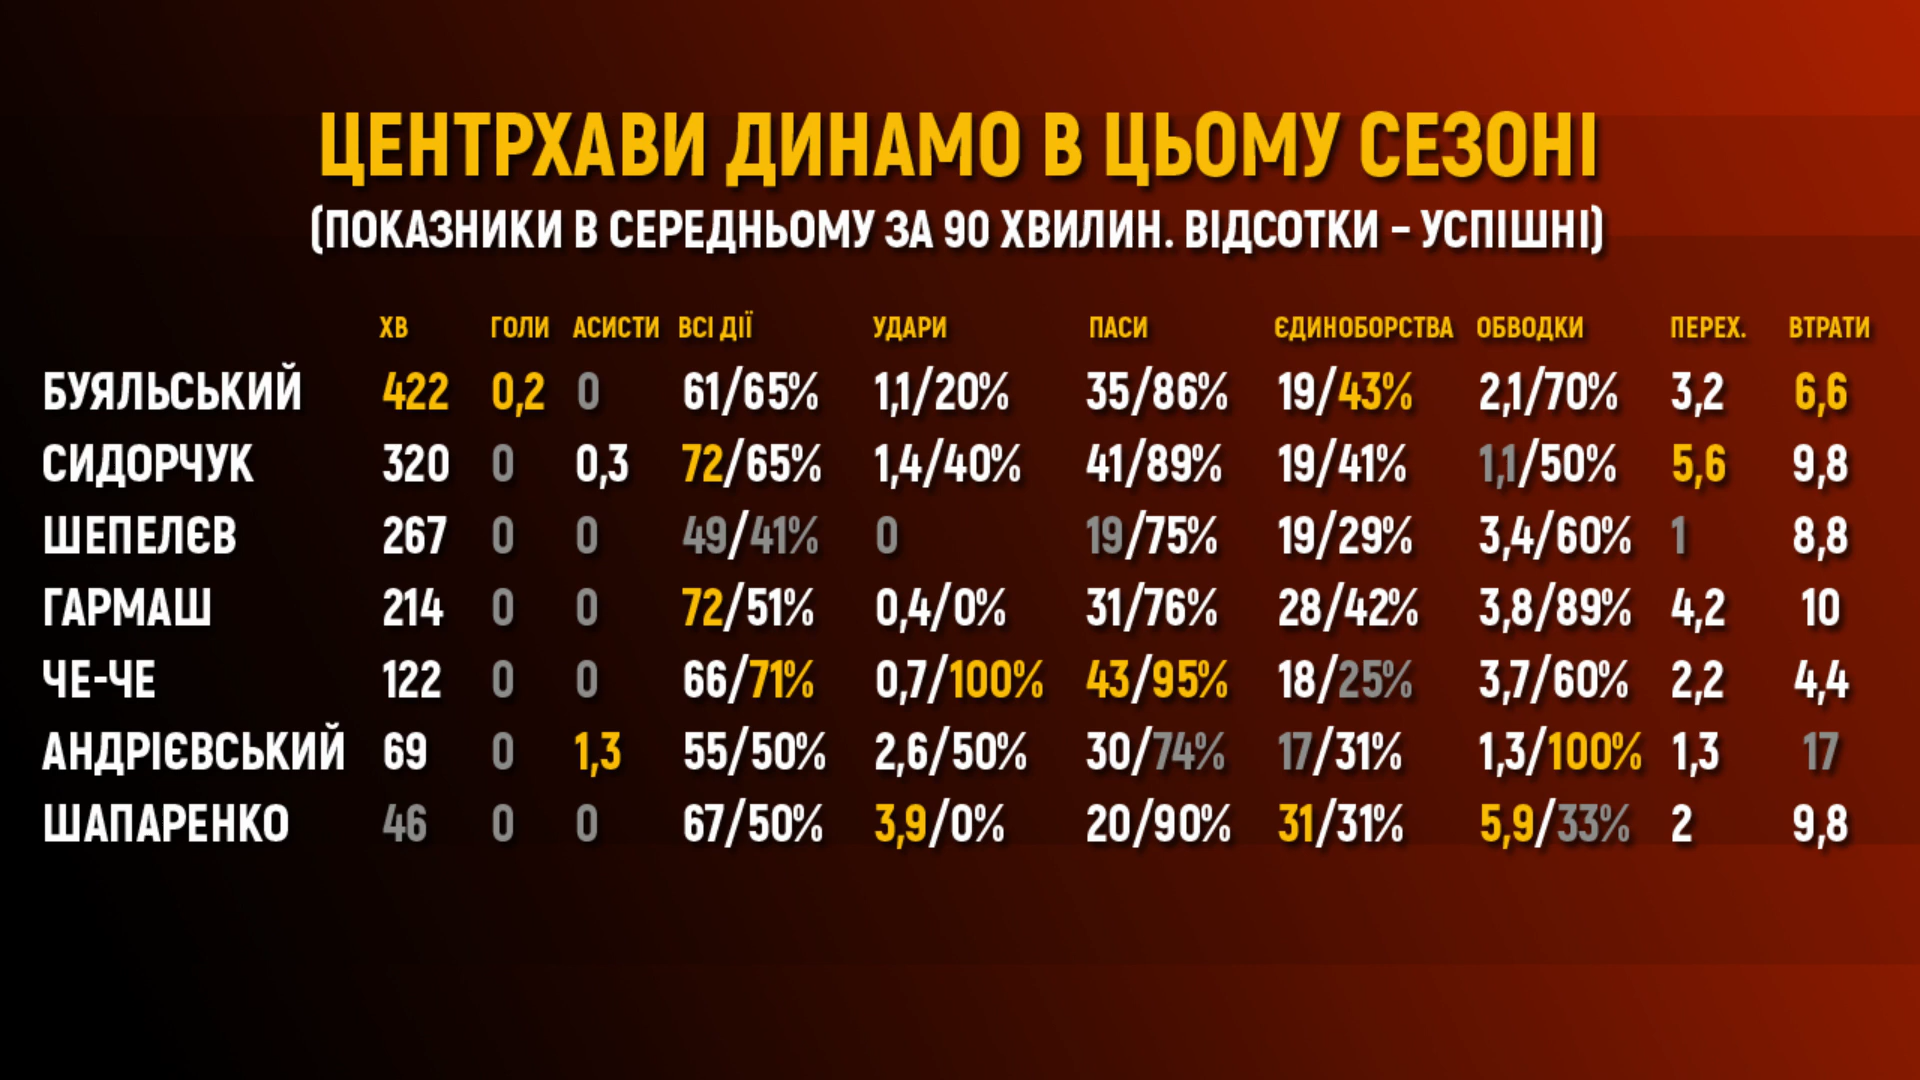 ЦЕНТРХАВИ ДИНАМО В ЦЬОМУ СЕЗОНІ
(ПОКАЗНИКИ В СЕРЕДНЬОМУ ЗА 90 ХВИЛИН. ВІДСОТКИ – УСПІШНІ)
ХВ ГОЛИ АСИСТИ ВСІ ДІЇ УДАРИ ПАСИ ЄДИНОБОРСТВА ОБВОДКИ ПЕРЕХ. ВТРАТИ
БУЯЛЬСЬКИЙ 422 0,2 0 61/65% 1,1/20% 35/86% 19/43% 2,1/70% 3,2 6,6
СИДОРЧУК 320 0 0,3 72/65% 1,4/40% 41/89% 19/41% 1,1/50% 5,6 9,8
ШЕПЕЛЄВ 267 0 0 49/41% 0 19/75% 19/29% 3,4/60% 1 8,8
ГАРМАШ 214 0 0 72/51% 0,4/0% 31/76% 28/42% 3,8/89% 4,2 10
ЧЕ-ЧЕ 122 0 0 66/71% 0,7/100% 43/95% 18/25% 3,7/60% 2,2 4,4
АНДРІЄВСЬКИЙ 69 0 1,3 55/50% 2,6/50% 30/74% 17/31% 1,3/100% 1,3 17
ШАПАРЕНКО 46 0 0 67/50% 3,9/0% 20/90% 31/31% 5,9/33% 2 9,8